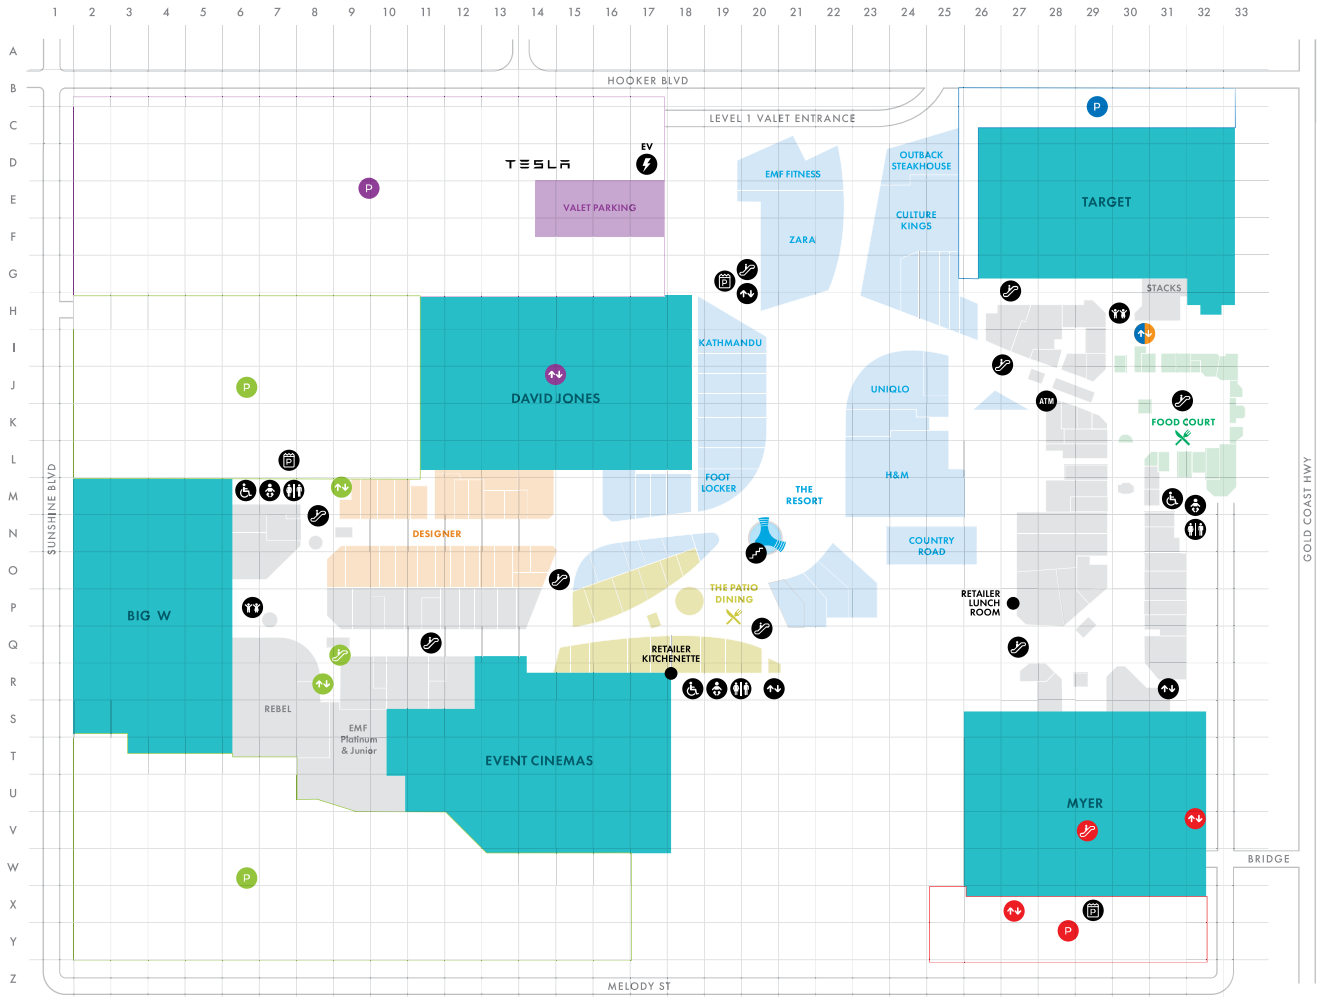 1 2 3 4 5 6 7 8 9 10 11 12 13 14 15 16 17 18 19 20 21 22 23 24 25 26 27 28 29 30 31 32 33
A
HOOKER BLVD
B
P
C
LEVEL 1 VALET ENTRANCE
EV
D
TESLA
OUTBACK
STEAKHOUSE
EMF FITNESS
P
E
VALET PARKING
TARGET
CULTURE
KINGS
F
ZARA
G
P
STACKS
H
I
KATHMANDU
J
P
UNIQLO
DAVID JONES
ATM
K
FOOD COURT
L
P
H&M
FOOT
LOCKER
M
THE
RESORT
SUNSHINE BLVD
GOLD COAST HWY
N
DESIGNER
COUNTRY
ROAD
O
THE PATIO
DINING
RETAILER
LUNCH
ROOM
P
BIG W
Q
RETAILER
KITCHENETTE
R
REBEL
S
EMF
Platinum
& Junior
T
EVENT CINEMAS
U
MYER
V
W
BRIDGE
P
X
P
P
Y
Z
MELODY ST